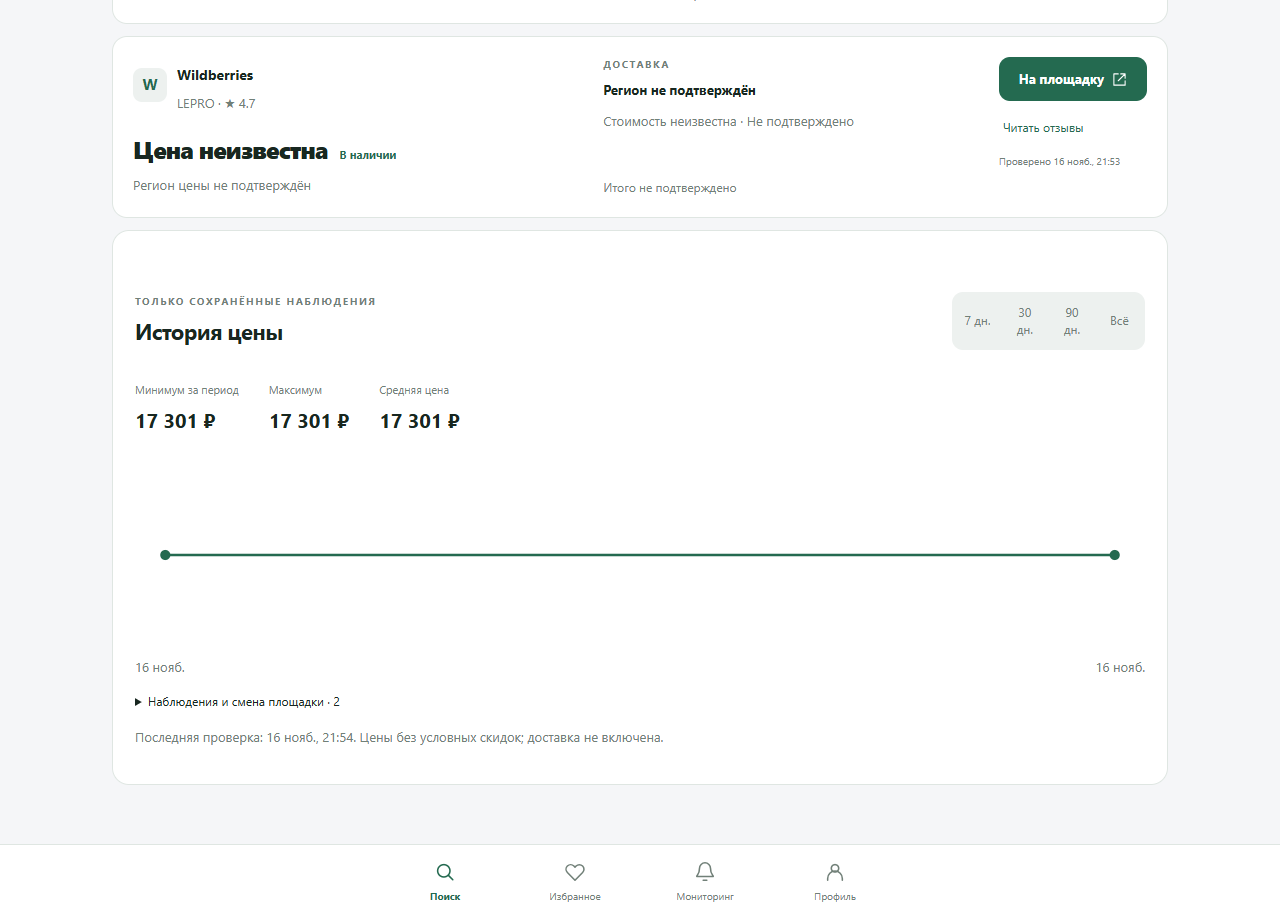 W
Wildberries
LEPRO · ★ 4.7
Цена неизвестна В наличии
Регион цены не подтверждён
ДОСТАВКА
Регион не подтверждён
Стоимость неизвестна · Не подтверждено
Итого не подтверждено
На площадку
Читать отзывы
Проверено 16 нояб., 21:53
ТОЛЬКО СОХРАНЁННЫЕ НАБЛЮДЕНИЯ
История цены
7 дн.
30
дн.
90
дн.
Всё
Минимум за период
17 301 ₽
Максимум
17 301 ₽
Средняя цена
17 301 ₽
16 нояб.
16 нояб.
Наблюдения и смена площадки · 2
Последняя проверка: 16 нояб., 21:54. Цены без условных скидок; доставка не включена.
Поиск
Избранное
Мониторинг
Профиль